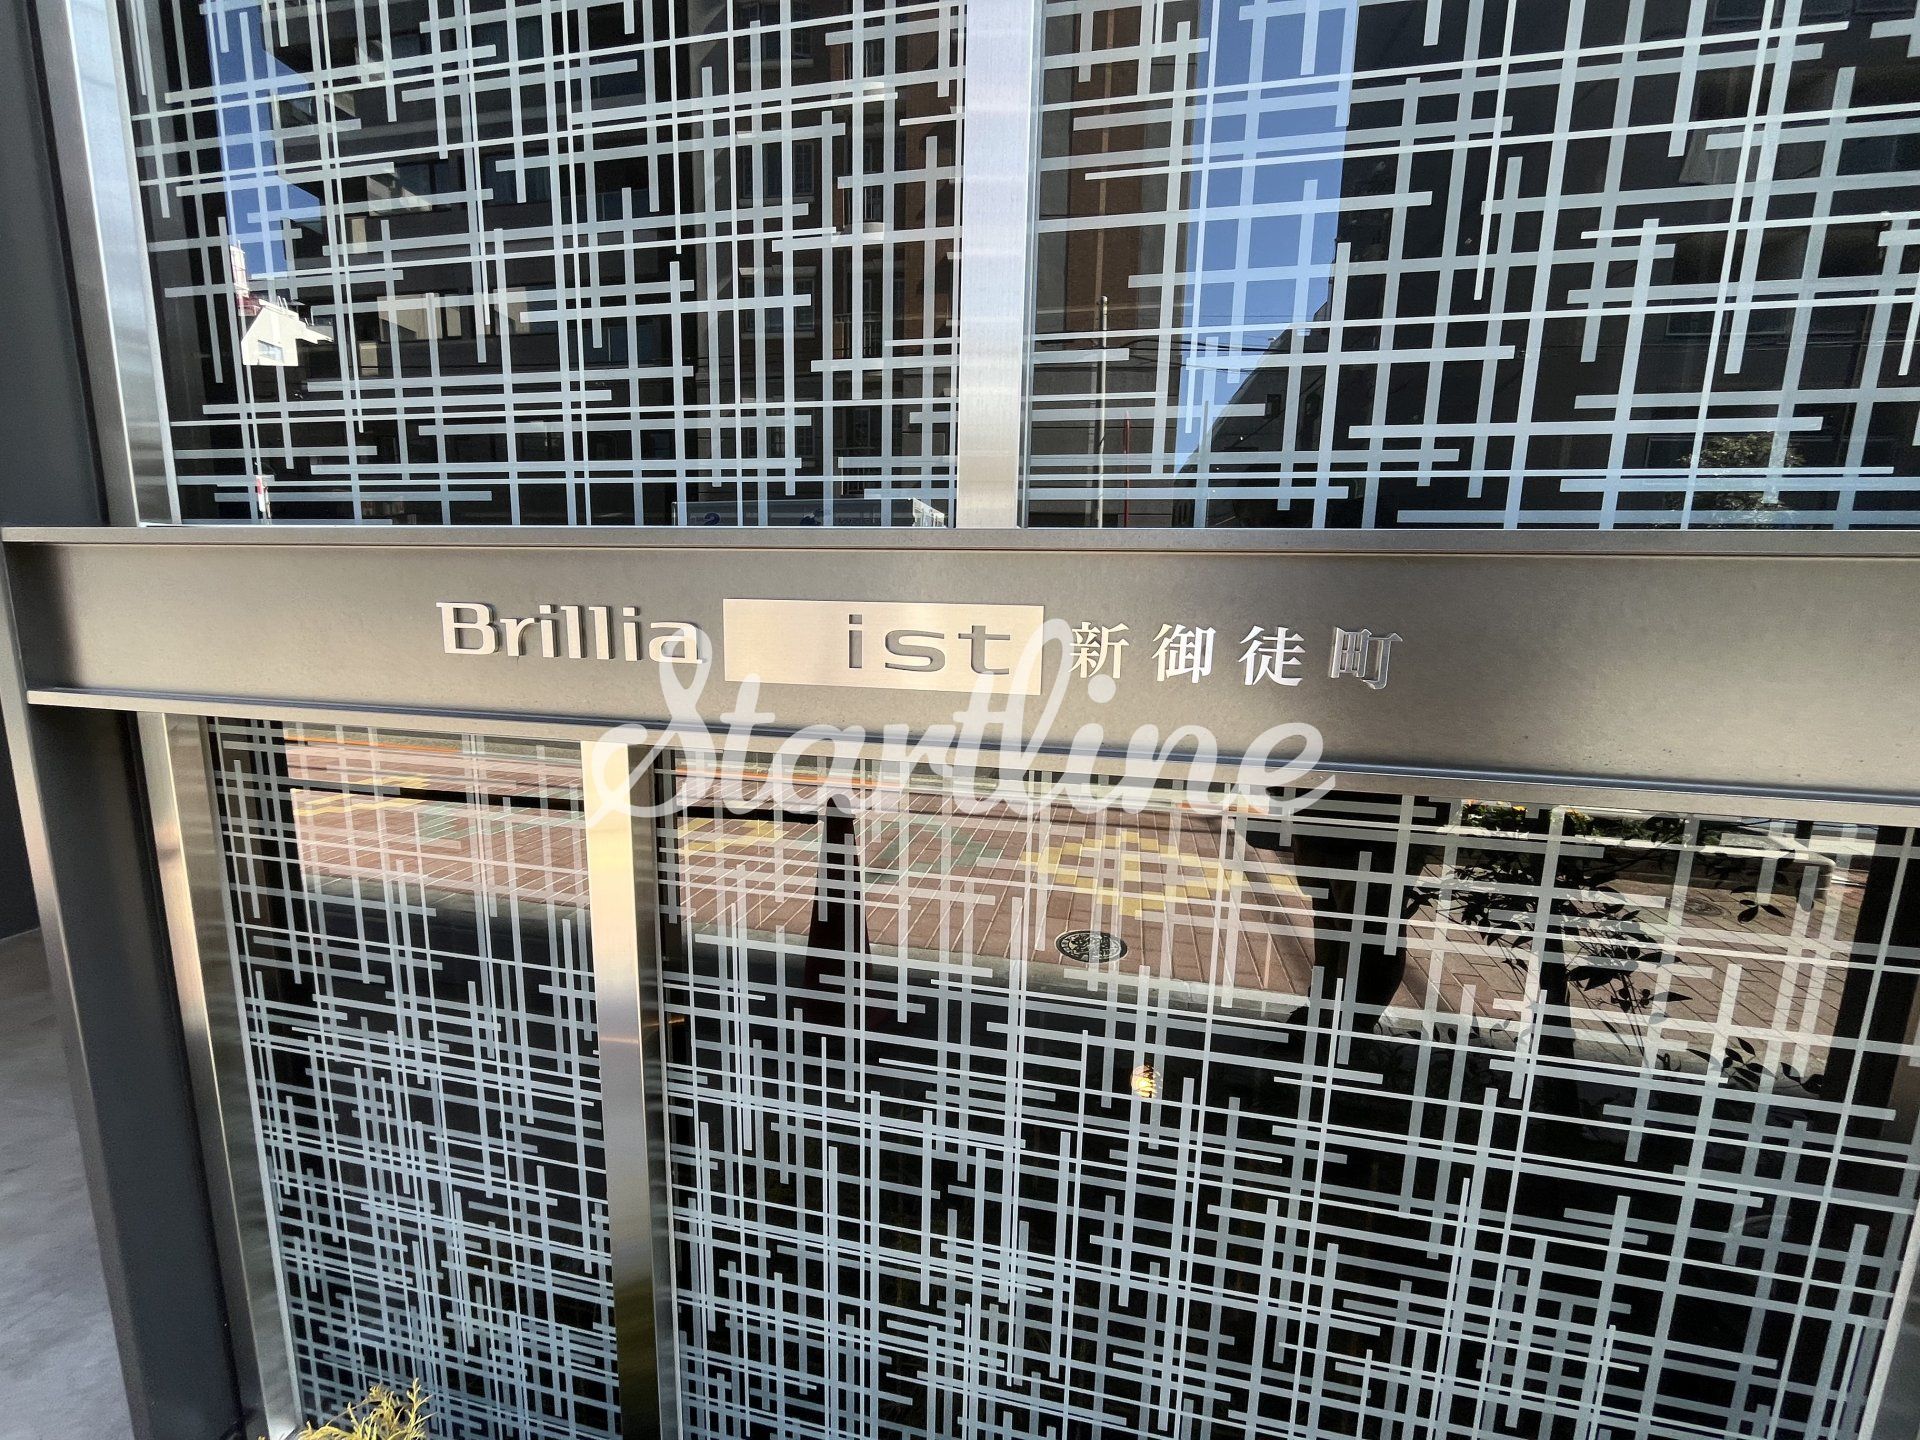 Brillia ist 新御徒町
Startline